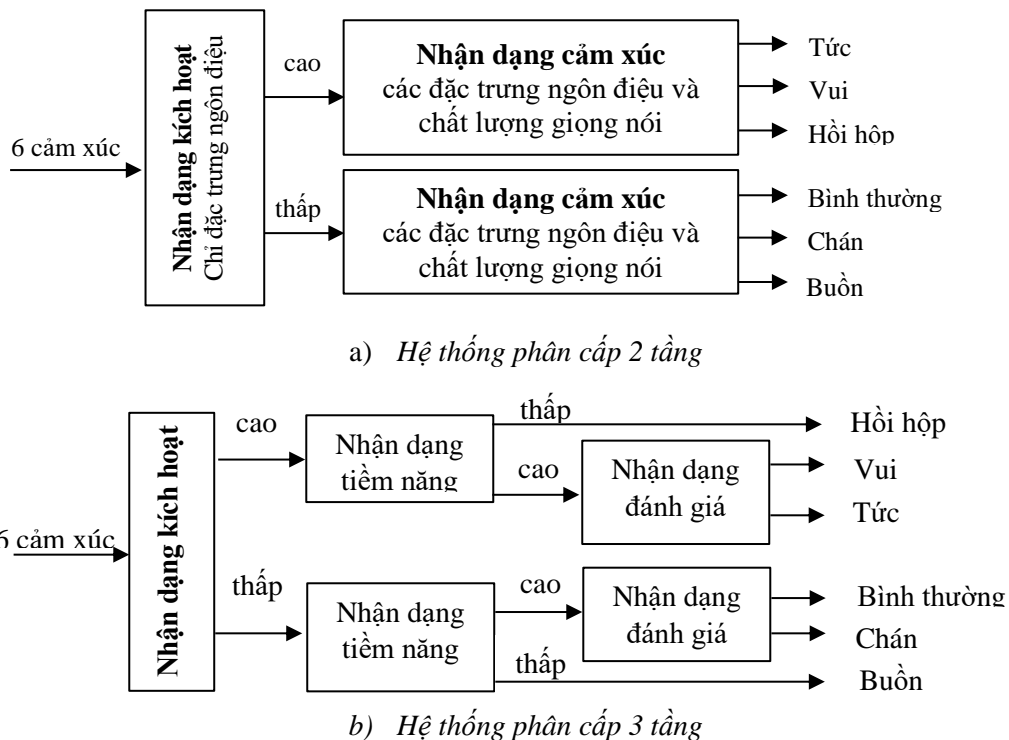 6 cảm xúc
Nhận dạng kích hoạt
Chỉ đặc trưng ngôn điệu
cao
Nhận dạng cảm xúc
các đặc trưng ngôn điệu và
chất lượng giọng nói
Tức
Vui
Hồi hộp
thấp
Nhận dạng cảm xúc
các đặc trưng ngôn điệu và
chất lượng giọng nói
Bình thường
Chán
Buồn
a) Hệ thống phân cấp 2 tầng
6 cảm xúc
Nhận dạng kích hoạt
cao
Nhận dạng
tiềm năng
thấp
Hồi hộp
cao
Nhận dạng
đánh giá
Vui
Tức
thấp
Nhận dạng
tiềm năng
cao
Nhận dạng
đánh giá
Bình thường
Chán
thấp
Buồn
b) Hệ thống phân cấp 3 tầng